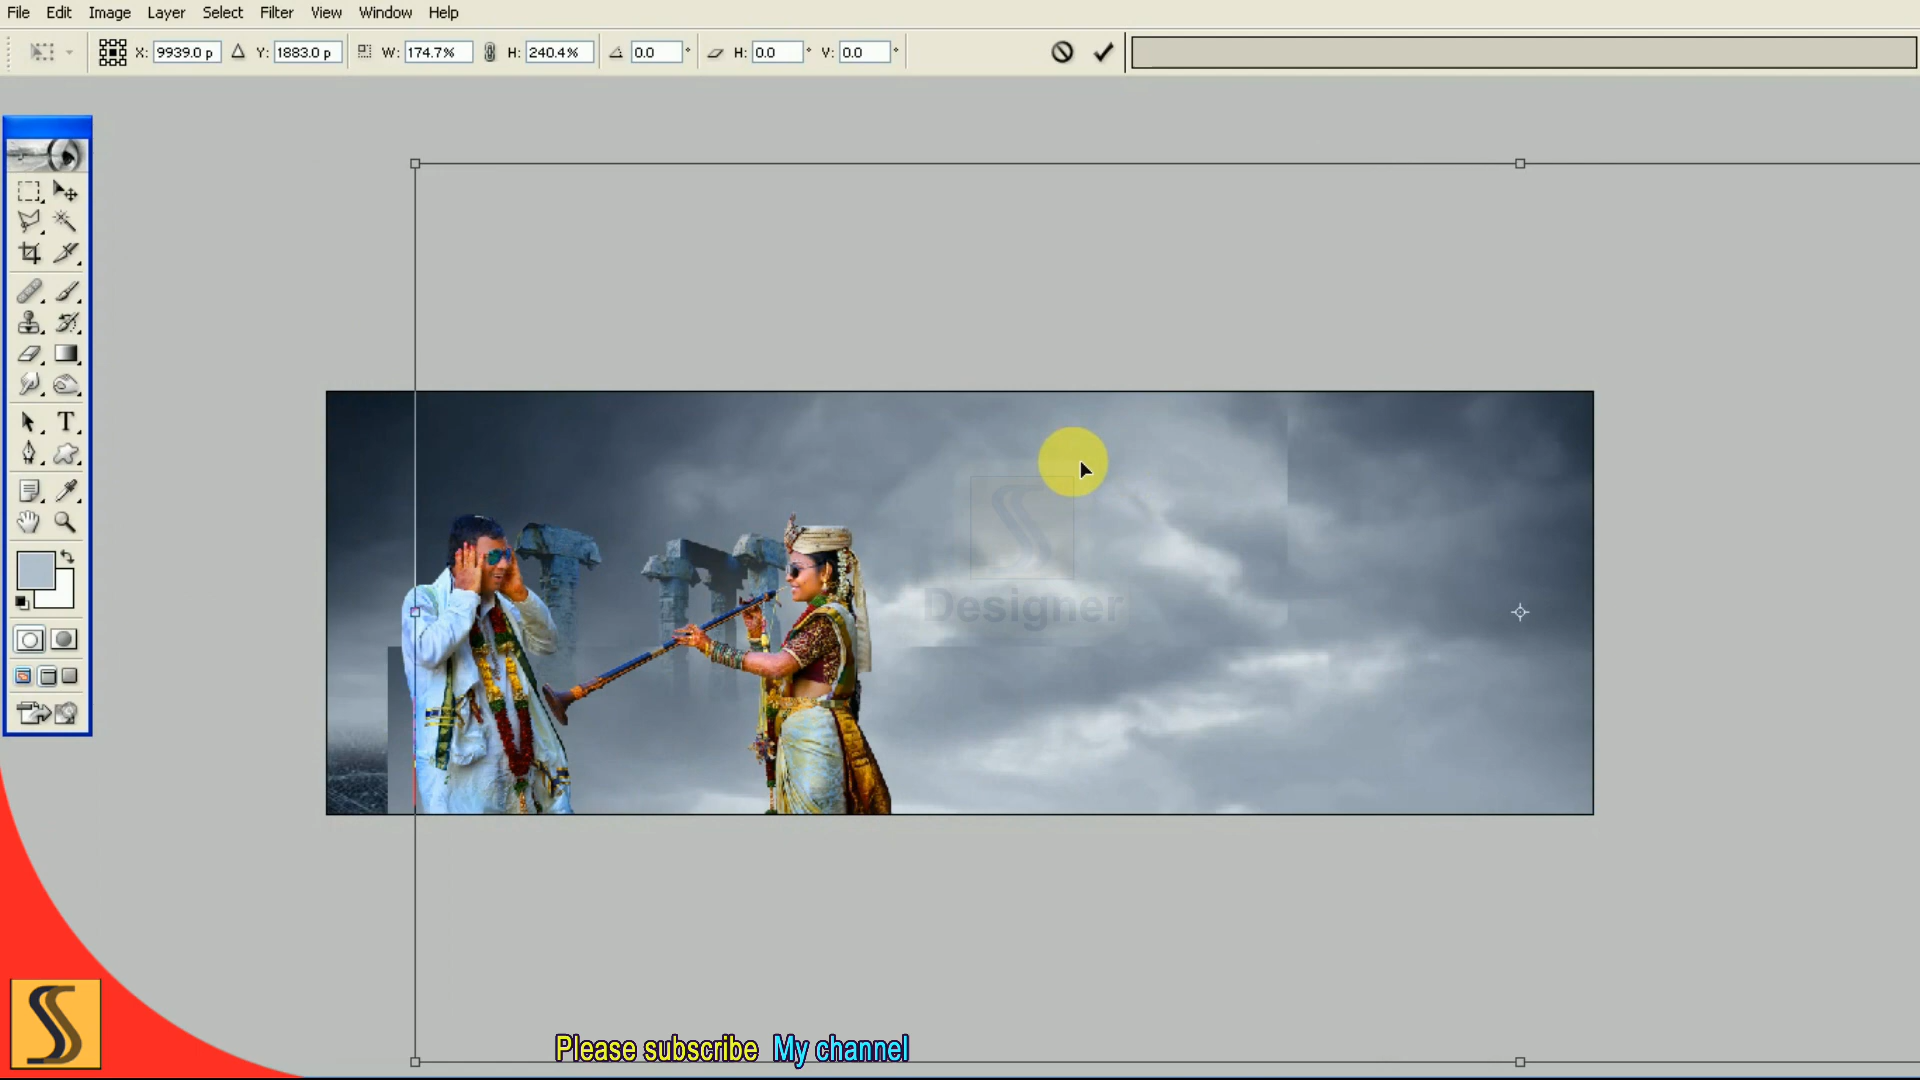 File Edit Image Layer Select Filter View Window Help
X: 9939.0 p Y: 1883.0 p W: 174.7% H: 240.4% 0.0 ° H: 0.0 ° V: 0.0 °
T
Designer
Please subscribe My channel